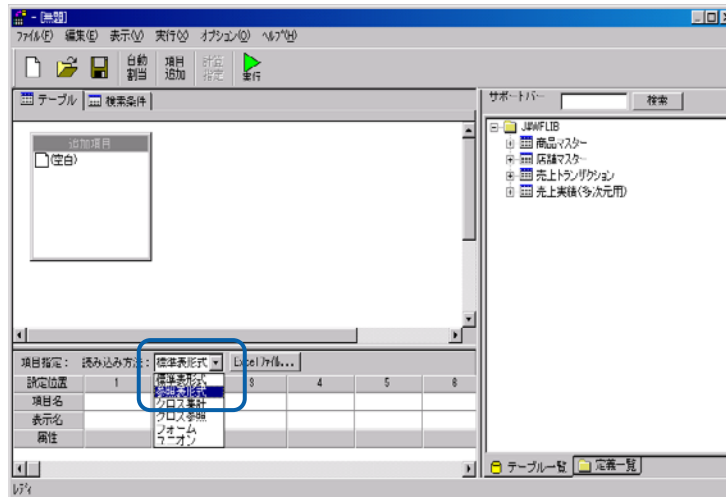 - [無題]
ファイル(F) 編集(E) 表示(V) 実行(X) オプション(O) ヘルプ(H)
自動割当 項目追加 計算指定 実行
テーブル 検索条件
追加項目
(空白)
サポートバー 検索
J#WFLIB
商品マスター
店舗マスター
売上トランザクション
売上実績(多次元用)
項目指定: 読み込み方法: 標準表形式 Excelファイル...
設定位置 1 3 4 5 6
項目名
表示名
属性
標準表形式
参照表形式
クロス集計
クロス参照
フォーム
ユニオン
テーブル一覧 定義一覧
レディ